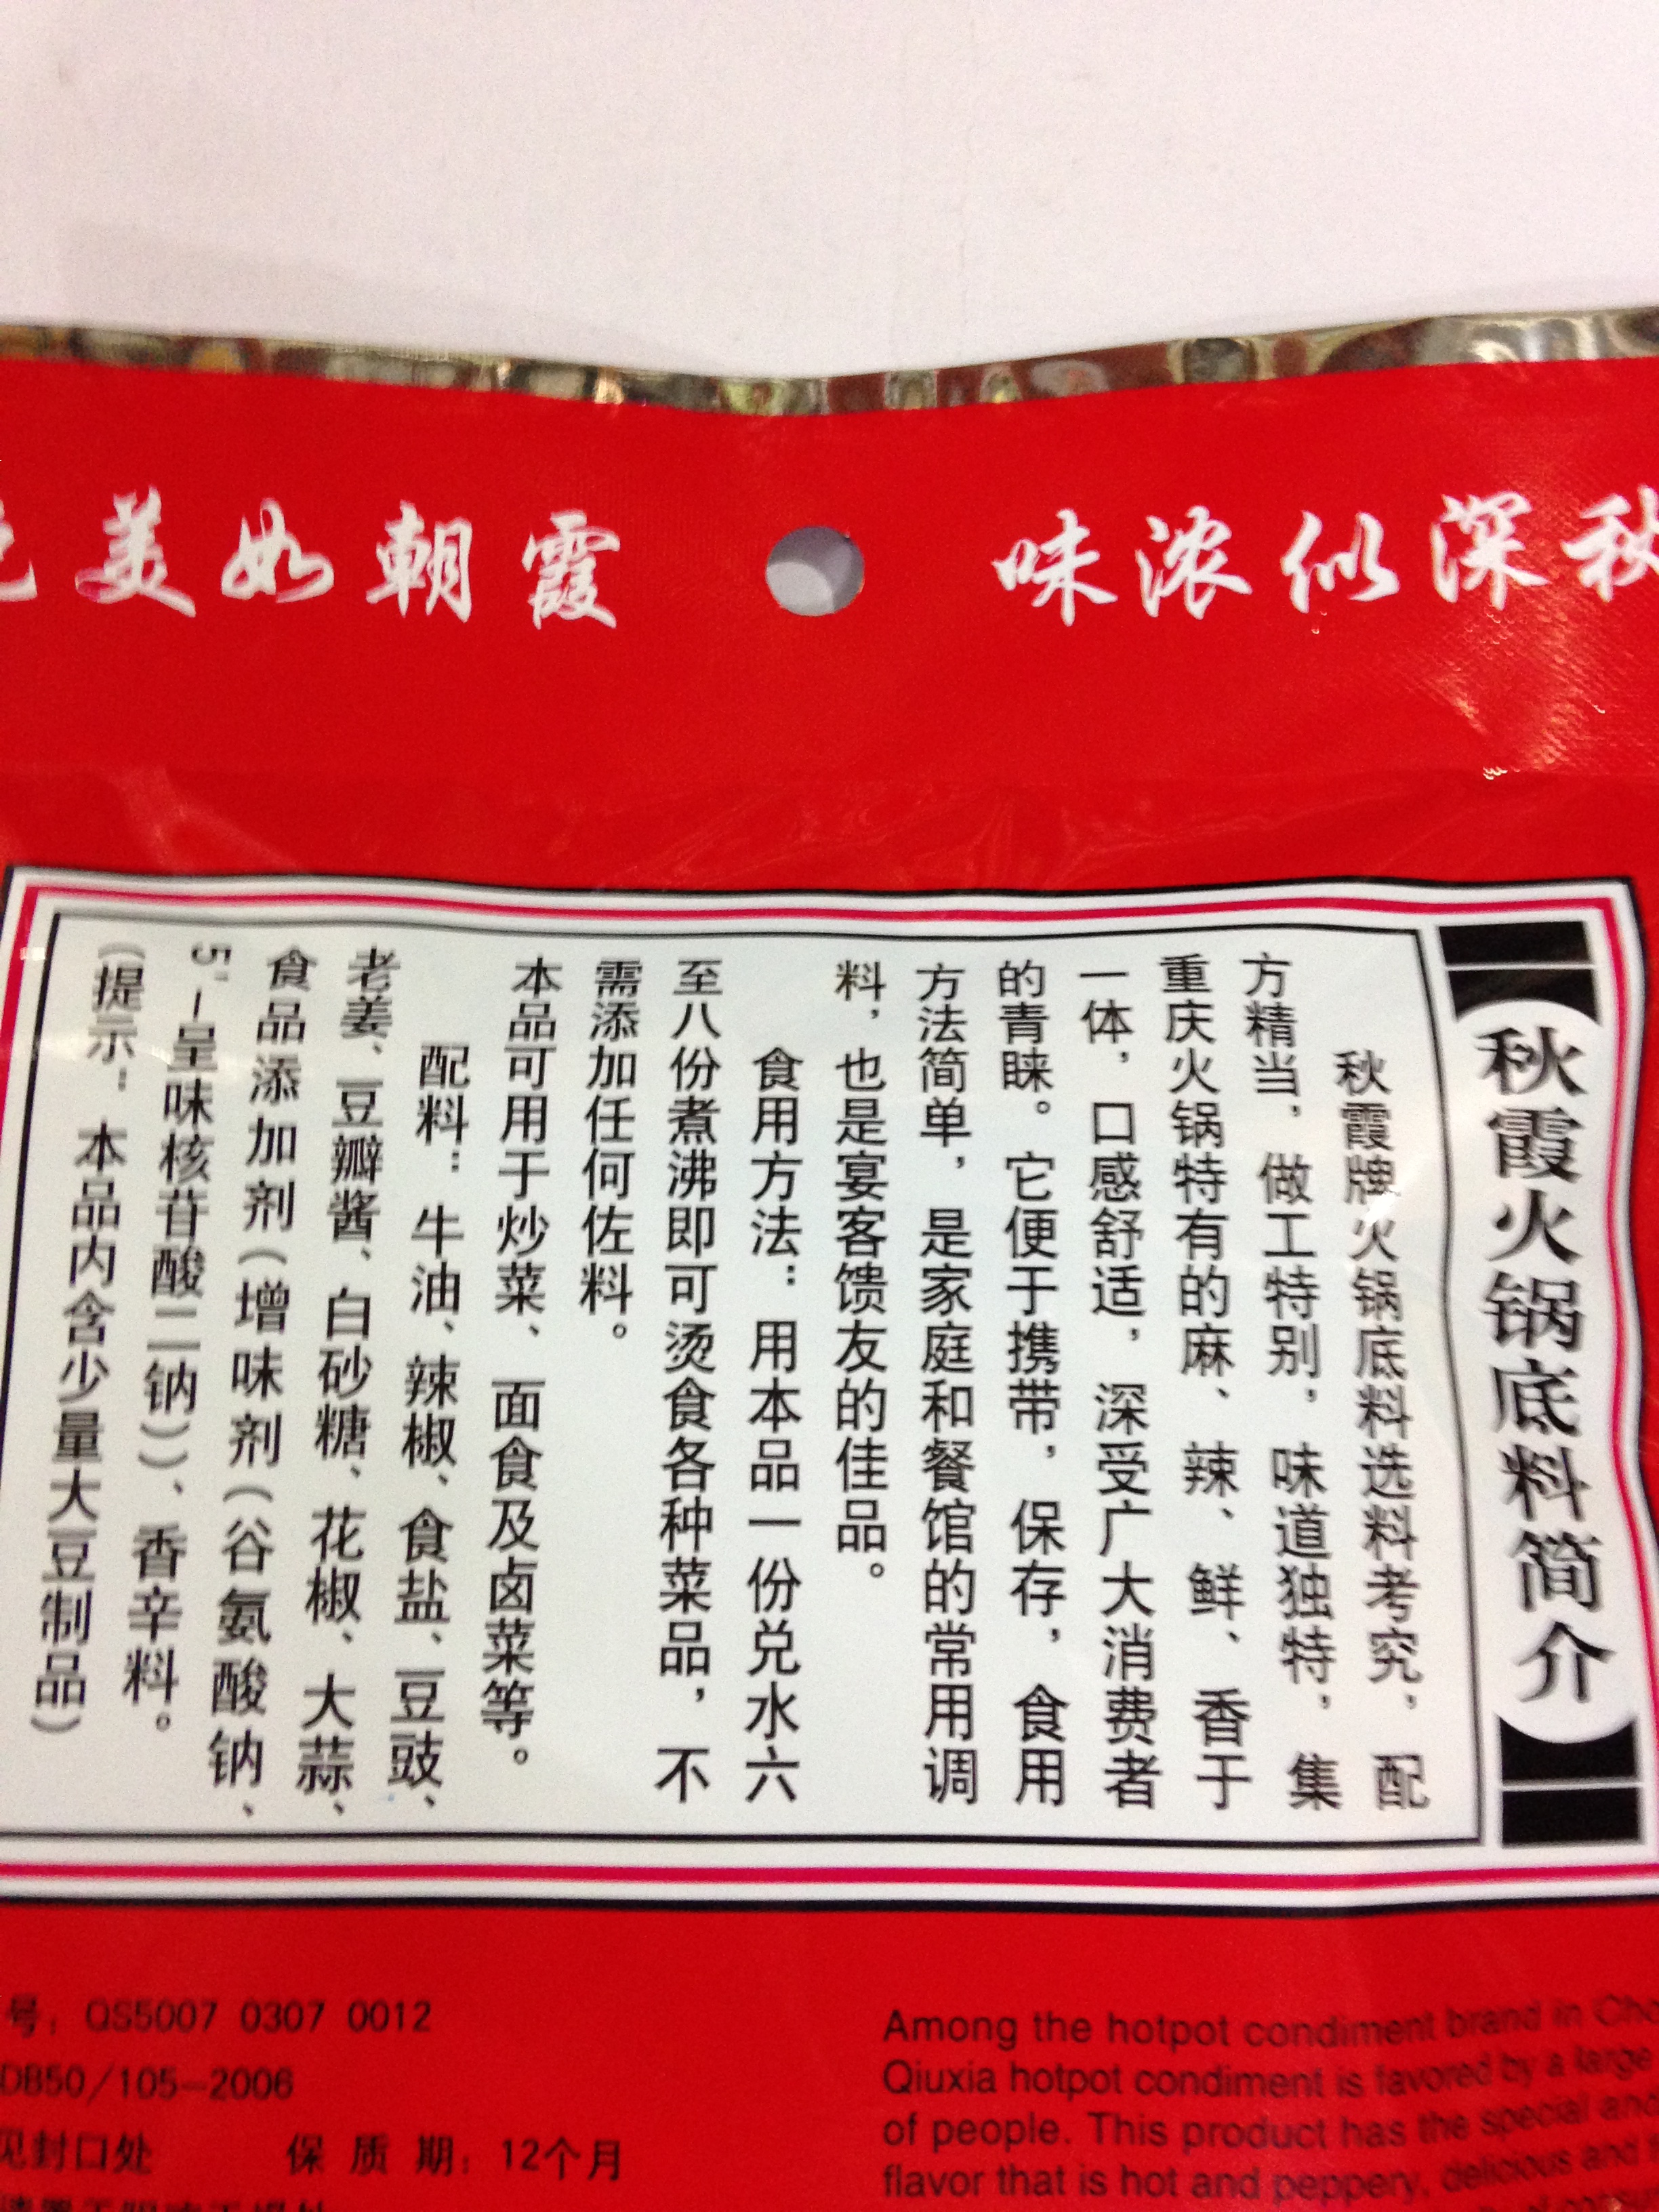 美如朝霞
味浓似深秋
秋霞火锅底料简介
秋霞牌火锅底料选料考究，配
方精当，做工特别，味道独特，集
重庆火锅特有的麻、辣、鲜、香于
一体，口感舒适，深受广大消费者
的青睐。它便于携带，保存，食用
方法简单，是家庭和餐馆的常用调
料，也是宴客馈友的佳品。
食用方法：用本品一份兑水六
至八份煮沸即可烫食各种菜品，不
需添加任何佐料。
本品可用于炒菜、面食及卤菜等。
配料：牛油、辣椒、食盐、豆豉、
老姜、豆瓣酱、白砂糖、花椒、大蒜、
食品添加剂（增味剂（谷氨酸钠、
5'-呈味核苷酸二钠））、香辛料。
（提示：本品内含少量大豆制品）
号：QS5007 0307 0012
DB50/105-2006
见封口处 保质期：12个月
Among the hotpot condiment brand in
Qiuxia hotpot condiment is favored by a large
of people. This product has the special and
flavor that is hot and peppery, delicious and